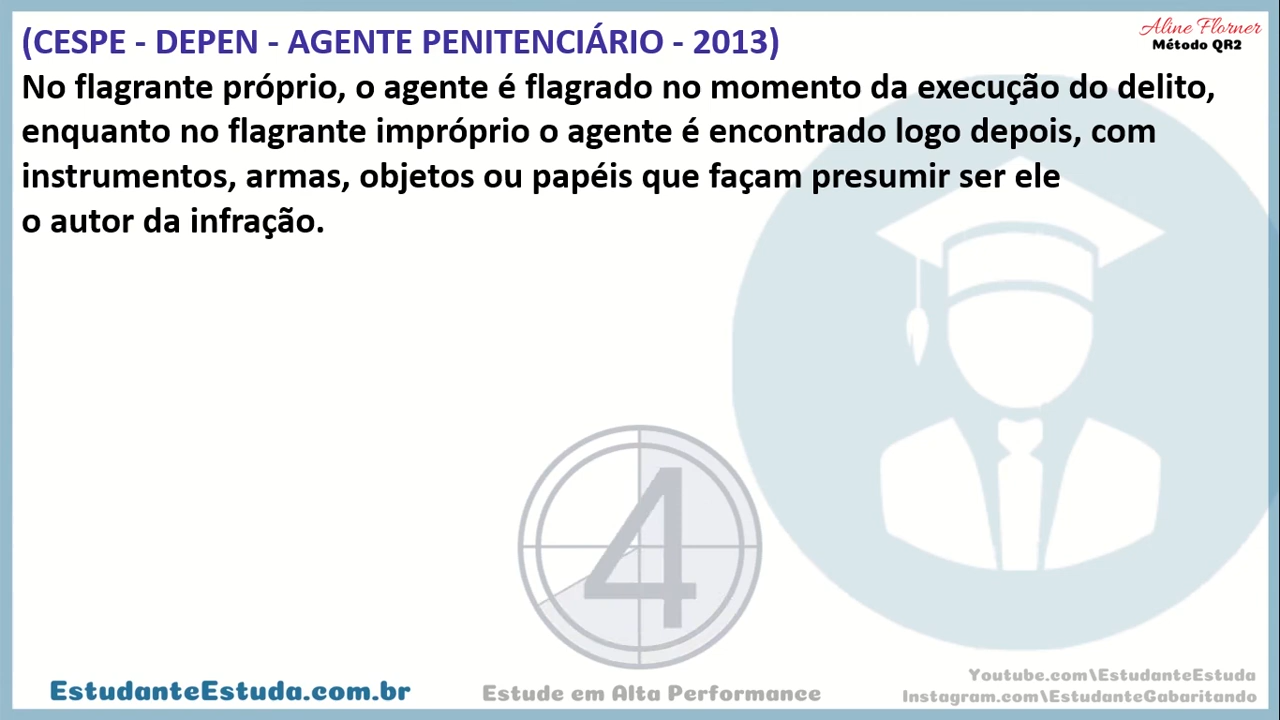 (CESPE - DEPEN - AGENTE PENITENCIÁRIO - 2013)
Aline Florner
Método QR2
No flagrante próprio, o agente é flagrado no momento da execução do delito,
enquanto no flagrante impróprio o agente é encontrado logo depois, com
instrumentos, armas, objetos ou papéis que façam presumir ser ele
o autor da infração.
4
EstudanteEstuda.com.br
Estude em Alta Performance
Youtube.com\EstudanteEstuda
Instagram.com\EstudanteGabaritando